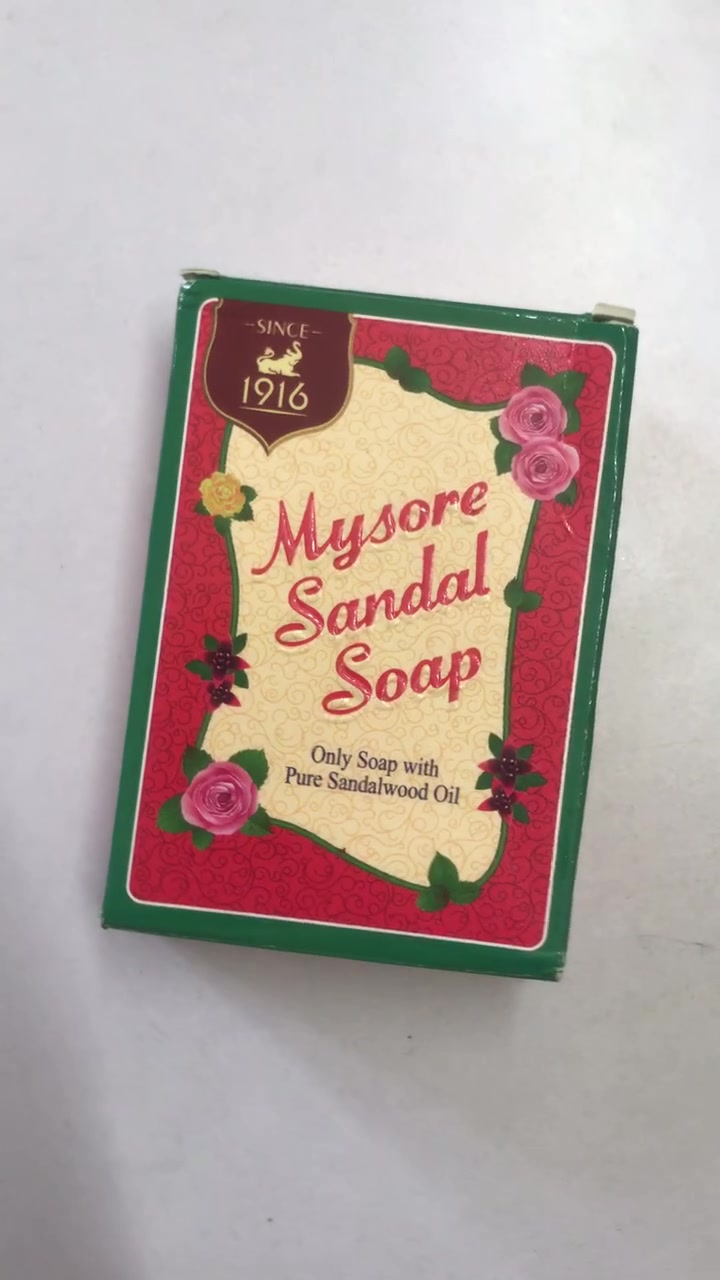 -SINCE-
1916
Mysore
Sandal
Soap
Only Soap with
Pure Sandalwood Oil